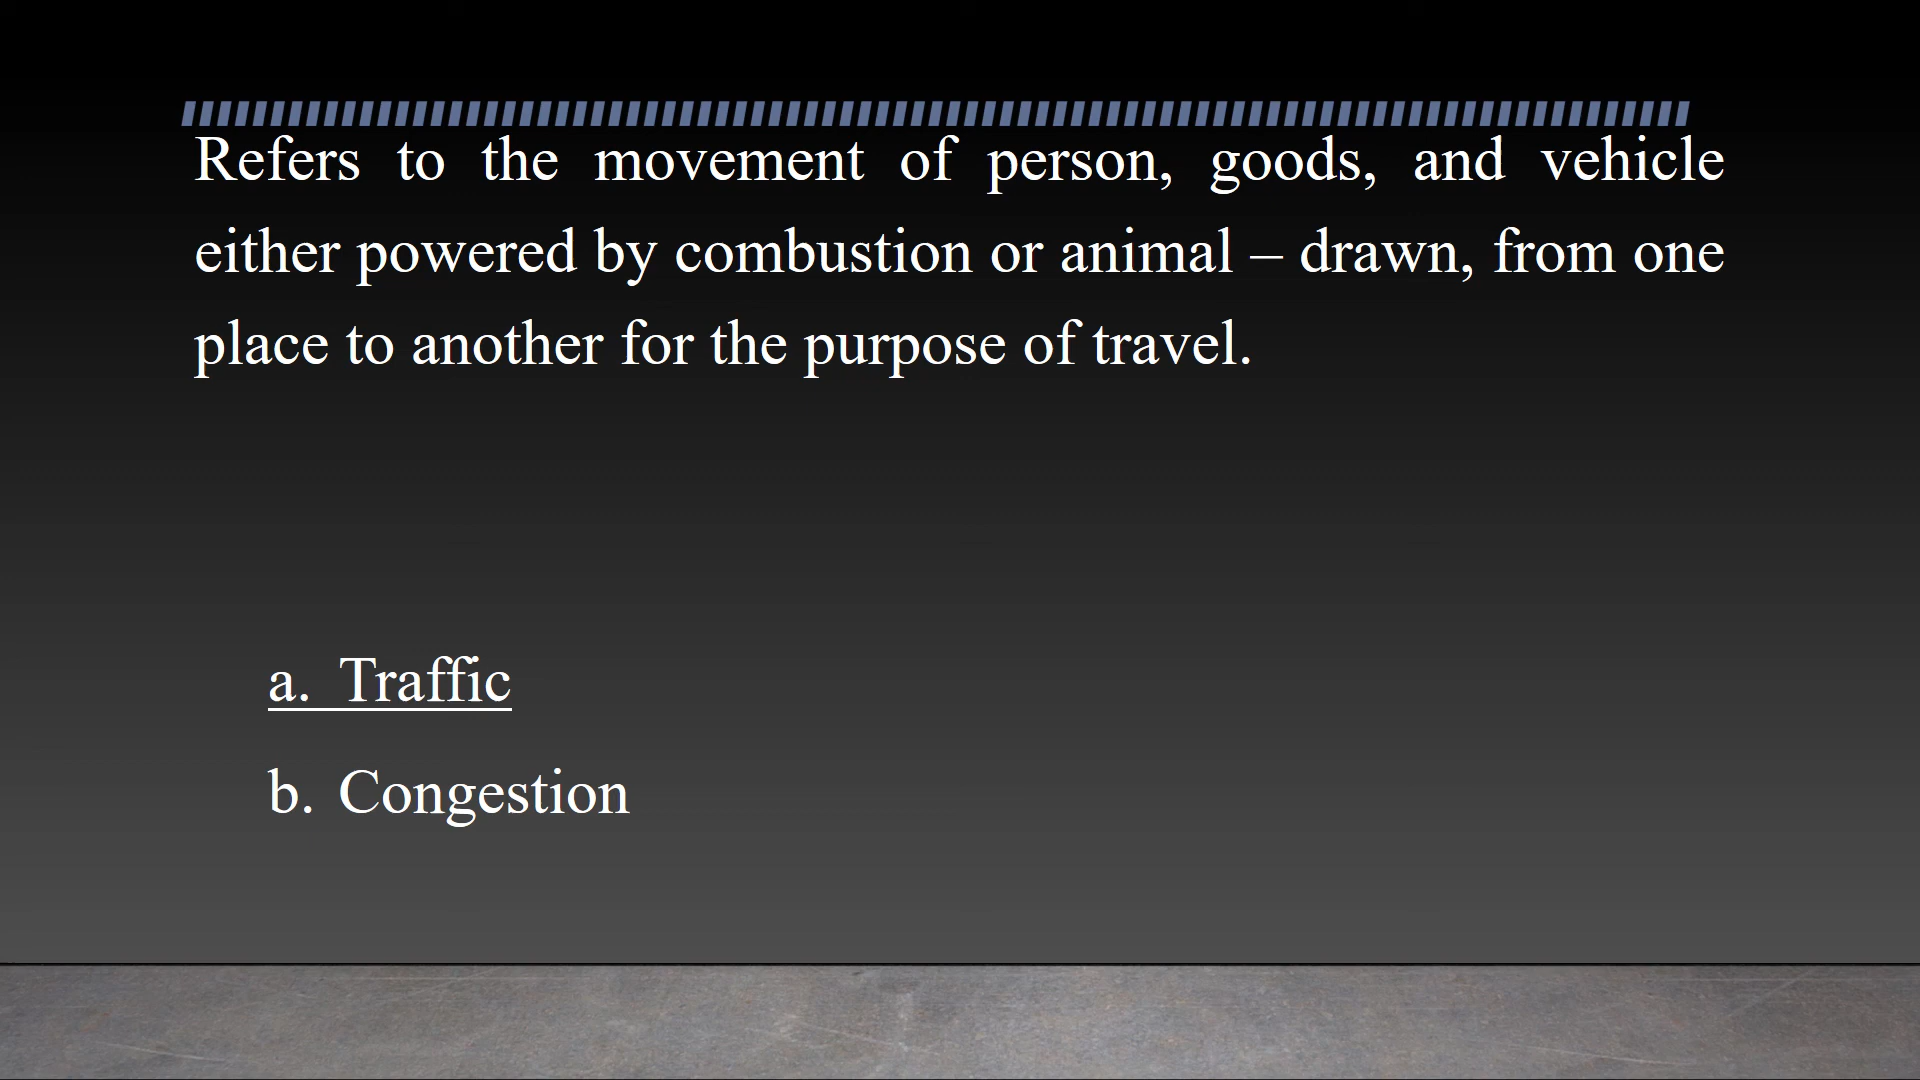 Refers to the movement of person, goods, and vehicle
either powered by combustion or animal – drawn, from one
place to another for the purpose of travel.
a. Traffic
b. Congestion